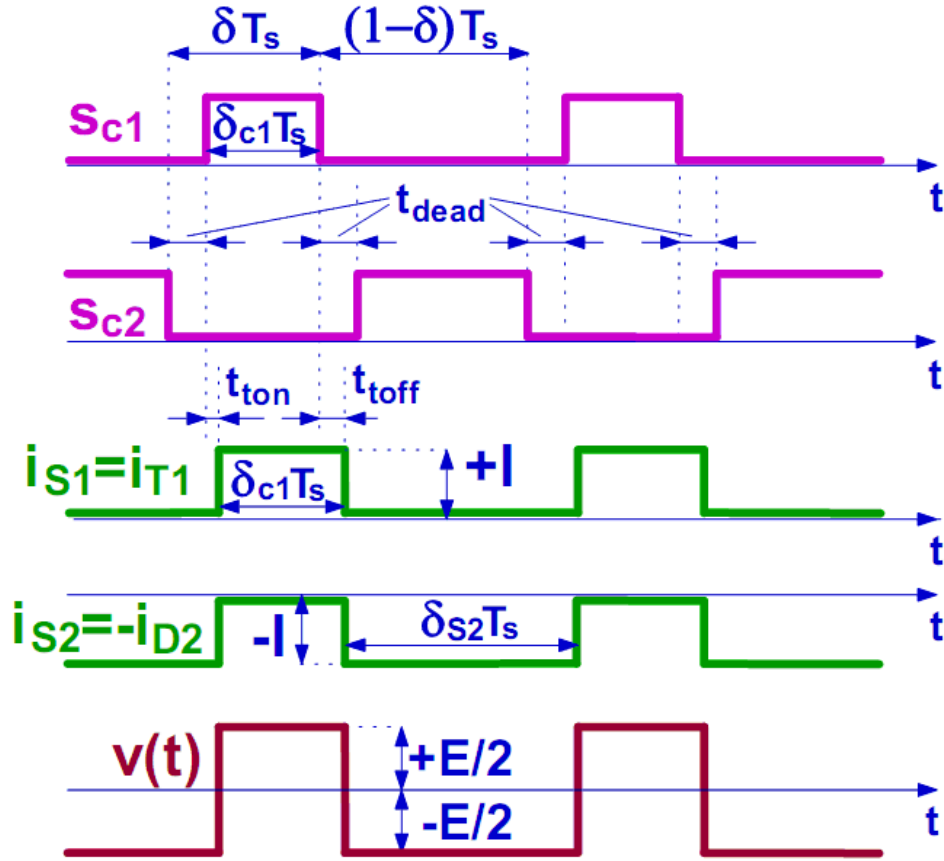 δTs (1−δ)Ts
sc1
δc1Ts
t
tdead
sc2
t
tton ttoff
iS1=iT1
δc1Ts
+I
t
t
iS2=-iD2
-I
δS2Ts
v(t)
+E/2
-E/2
t